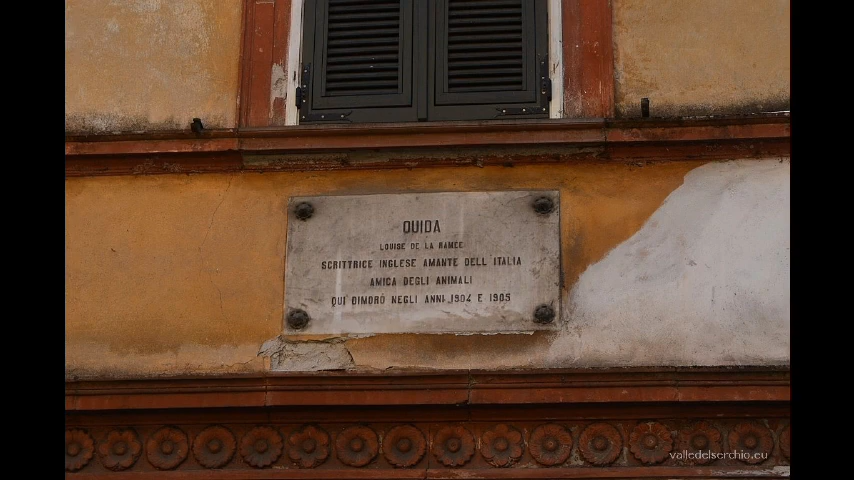 OUIDA
LOUISE DE LA RAMEE
SCRITTRICE INGLESE AMANTE DELL'ITALIA
AMICA DEGLI ANIMALI
QUI DIMORÒ NEGLI ANNI 1904 E 1905
valledelserchio.eu